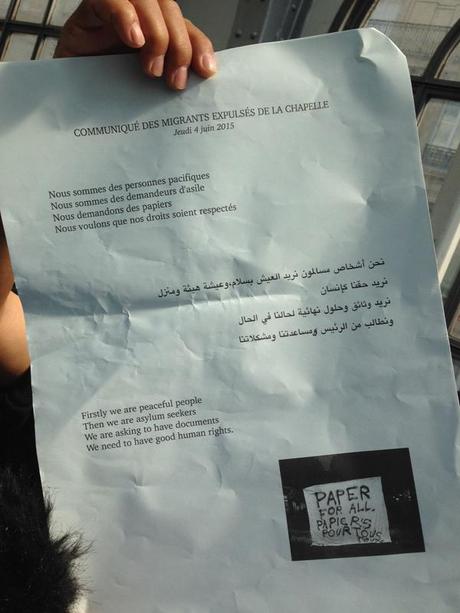 COMMUNIQUÉ DES MIGRANTS EXPULSÉS DE LA CHAPELLE
Jeudi 4 juin 2015
Nous sommes des personnes pacifiques
Nous sommes des demandeurs d'asile
Nous demandons des papiers
Nous voulons que nos droits soient respectés
نحن أشخاص مسالمون نريد العيش بسلام،وعيشة هيئة ومنزل
نريد حقنا كإنسان
نريد وثائق وحلول نهائية لحالنا في الحال
ونطالب من الرئيس ومساعدتنا ومشكلاتنا
Firstly we are peaceful people
Then we are asylum seekers
We are asking to have documents
We need to have good human rights.
PAPER
FOR ALL.
PAPIERS
POUR TOUS